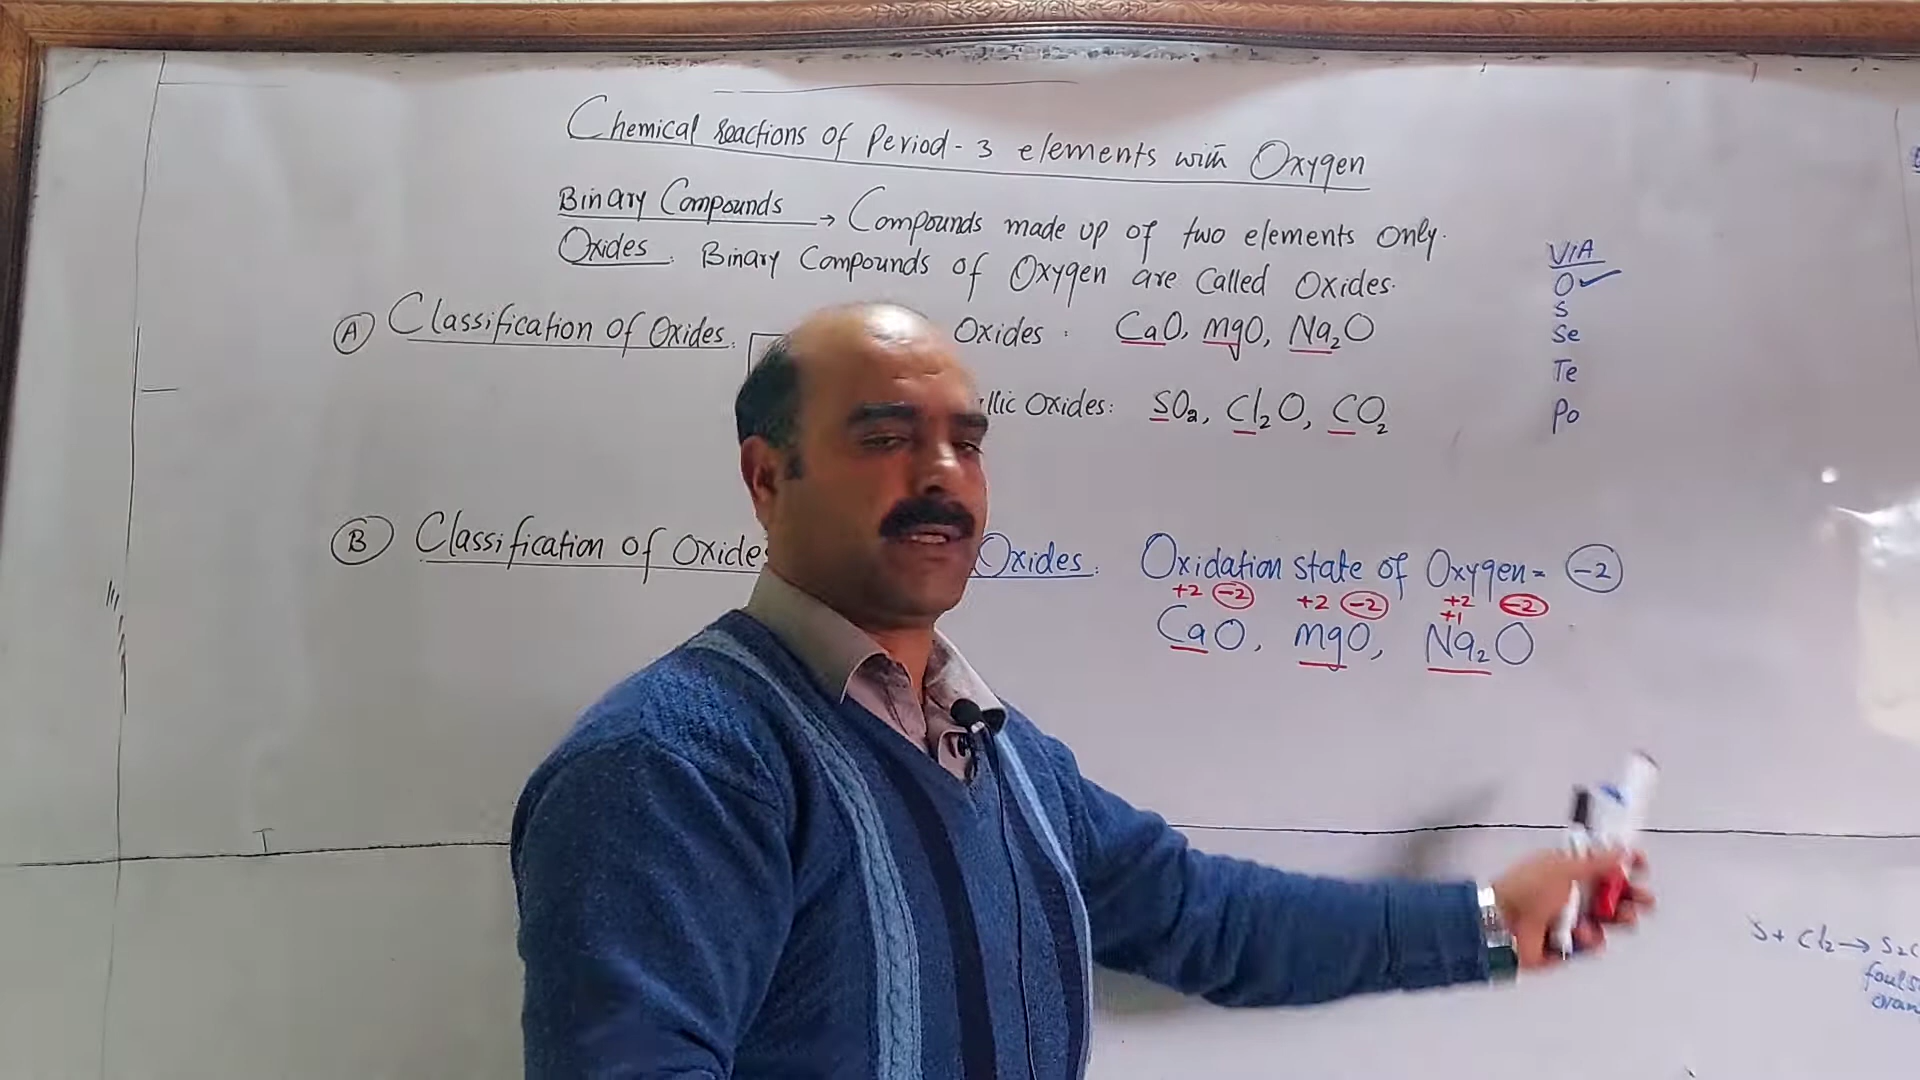 Chemical Reactions of Period-3 elements with Oxygen
Binary Compounds → Compounds made up of two elements only.
Oxides. Binary Compounds of Oxygen are Called Oxides.
VIA
O✓
S
Se
Te
Po
(A) Classification of Oxides.
Oxides: CaO, MgO, Na₂O
llic Oxides: SO₂, Cl₂O, CO₂
(B) Classification of Oxides
Oxides. Oxidation state of Oxygen = -2
+2 -2 +2 -2 +2 -2
+1
CaO, MgO, Na₂O
S + Cl₂ → S₂C
fouls
oran